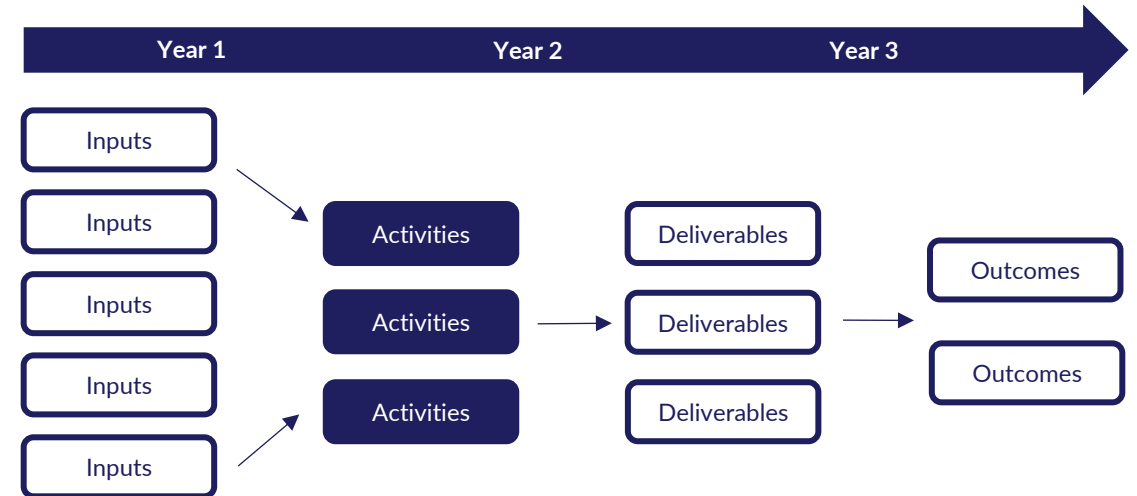 Year 1
Year 2
Year 3
Inputs
Inputs
Inputs
Inputs
Inputs
Activities
Activities
Activities
Deliverables
Deliverables
Deliverables
Outcomes
Outcomes